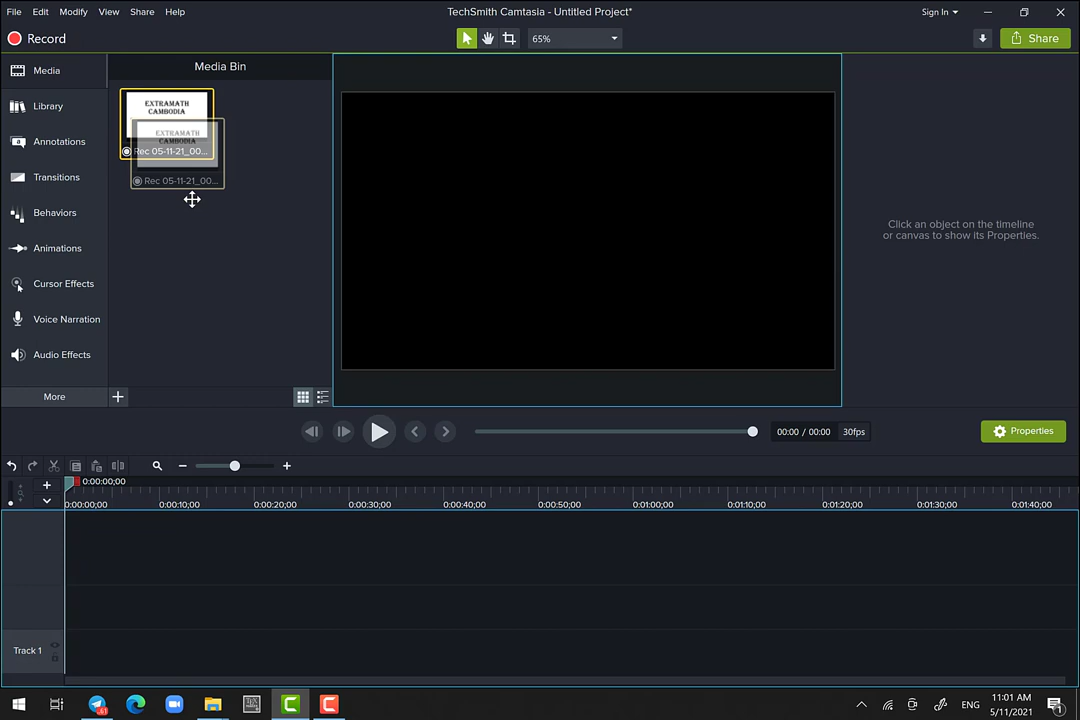 File Edit Modify View Share Help
TechSmith Camtasia - Untitled Project*
Sign In
Record
65%
Share
Media
Library
Annotations
Transitions
Behaviors
Animations
Cursor Effects
Voice Narration
Audio Effects
More
Media Bin
EXTRAMATH
CAMBODIA
EXTRAMATH
CAMBODIA
Rec 05-11-21_00...
Rec 05-11-21_00...
Click an object on the timeline
or canvas to show its Properties.
00:00 / 00:00 30fps
Properties
0:00:00;00
0:00:00;00 0:00:10;00 0:00:20;00 0:00:30;00 0:00:40;00 0:00:50;00 0:01:00;00 0:01:10;00 0:01:20;00 0:01:30;00 0:01:40;00
Track 1
ENG
11:01 AM
5/11/2021